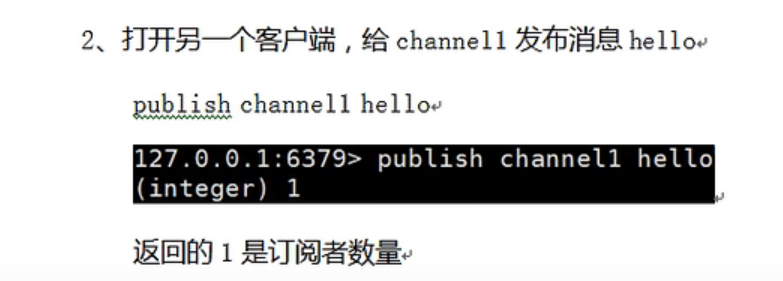 2、打开另一个客户端，给 channel1 发布消息 hello
publish channel1 hello
127.0.0.1:6379> publish channel1 hello
(integer) 1
返回的 1 是订阅者数量